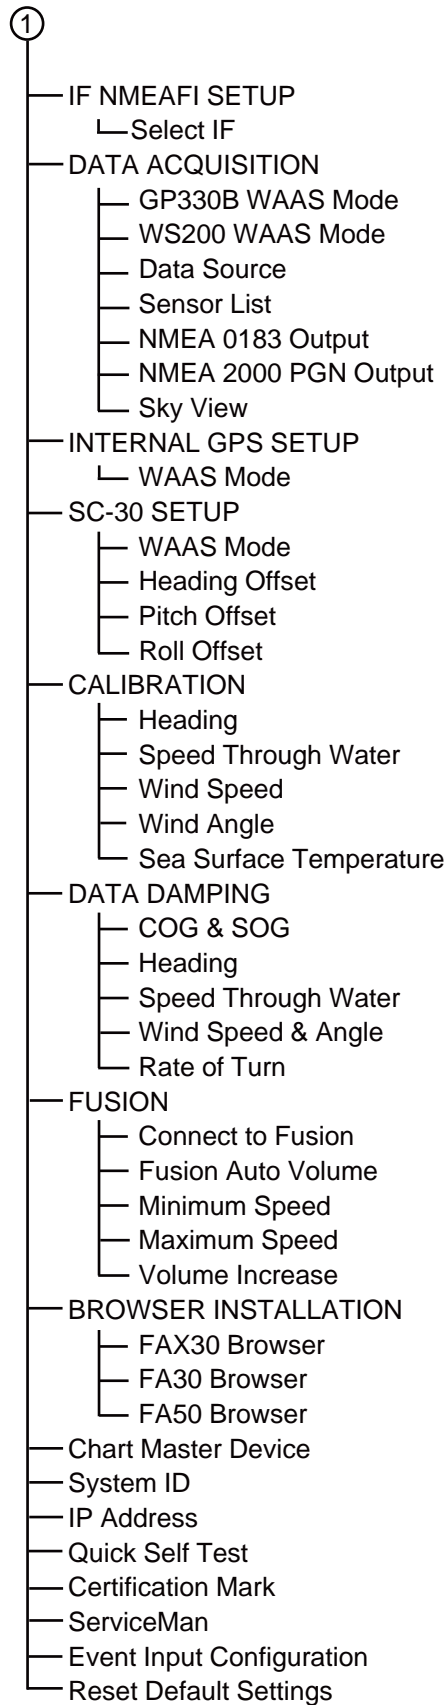 1
IF NMEAFI SETUP
Select IF
DATA ACQUISITION
GP330B WAAS Mode
WS200 WAAS Mode
Data Source
Sensor List
NMEA 0183 Output
NMEA 2000 PGN Output
Sky View
INTERNAL GPS SETUP
WAAS Mode
SC-30 SETUP
WAAS Mode
Heading Offset
Pitch Offset
Roll Offset
CALIBRATION
Heading
Speed Through Water
Wind Speed
Wind Angle
Sea Surface Temperature
DATA DAMPING
COG & SOG
Heading
Speed Through Water
Wind Speed & Angle
Rate of Turn
FUSION
Connect to Fusion
Fusion Auto Volume
Minimum Speed
Maximum Speed
Volume Increase
BROWSER INSTALLATION
FAX30 Browser
FA30 Browser
FA50 Browser
Chart Master Device
System ID
IP Address
Quick Self Test
Certification Mark
ServiceMan
Event Input Configuration
Reset Default Settings